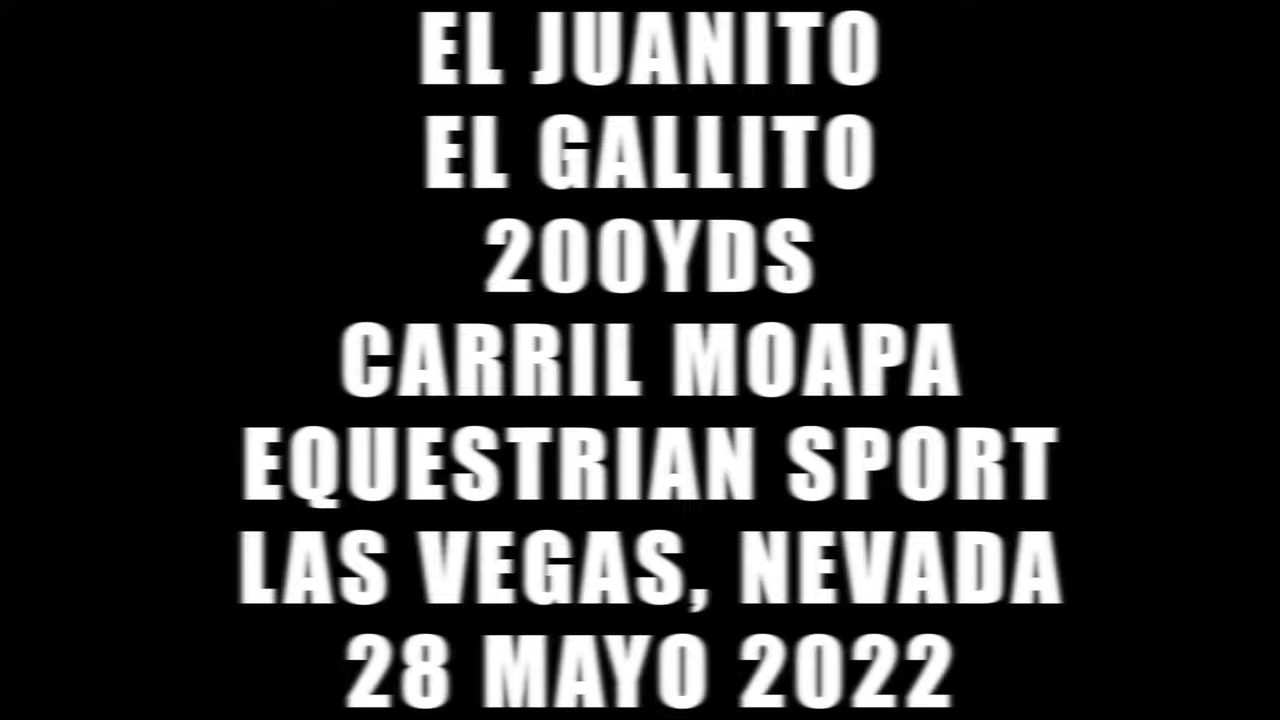 EL JUANITO
EL GALLITO
200YDS
CARRIL MOAPA
EQUESTRIAN SPORT
LAS VEGAS, NEVADA
28 MAYO 2022